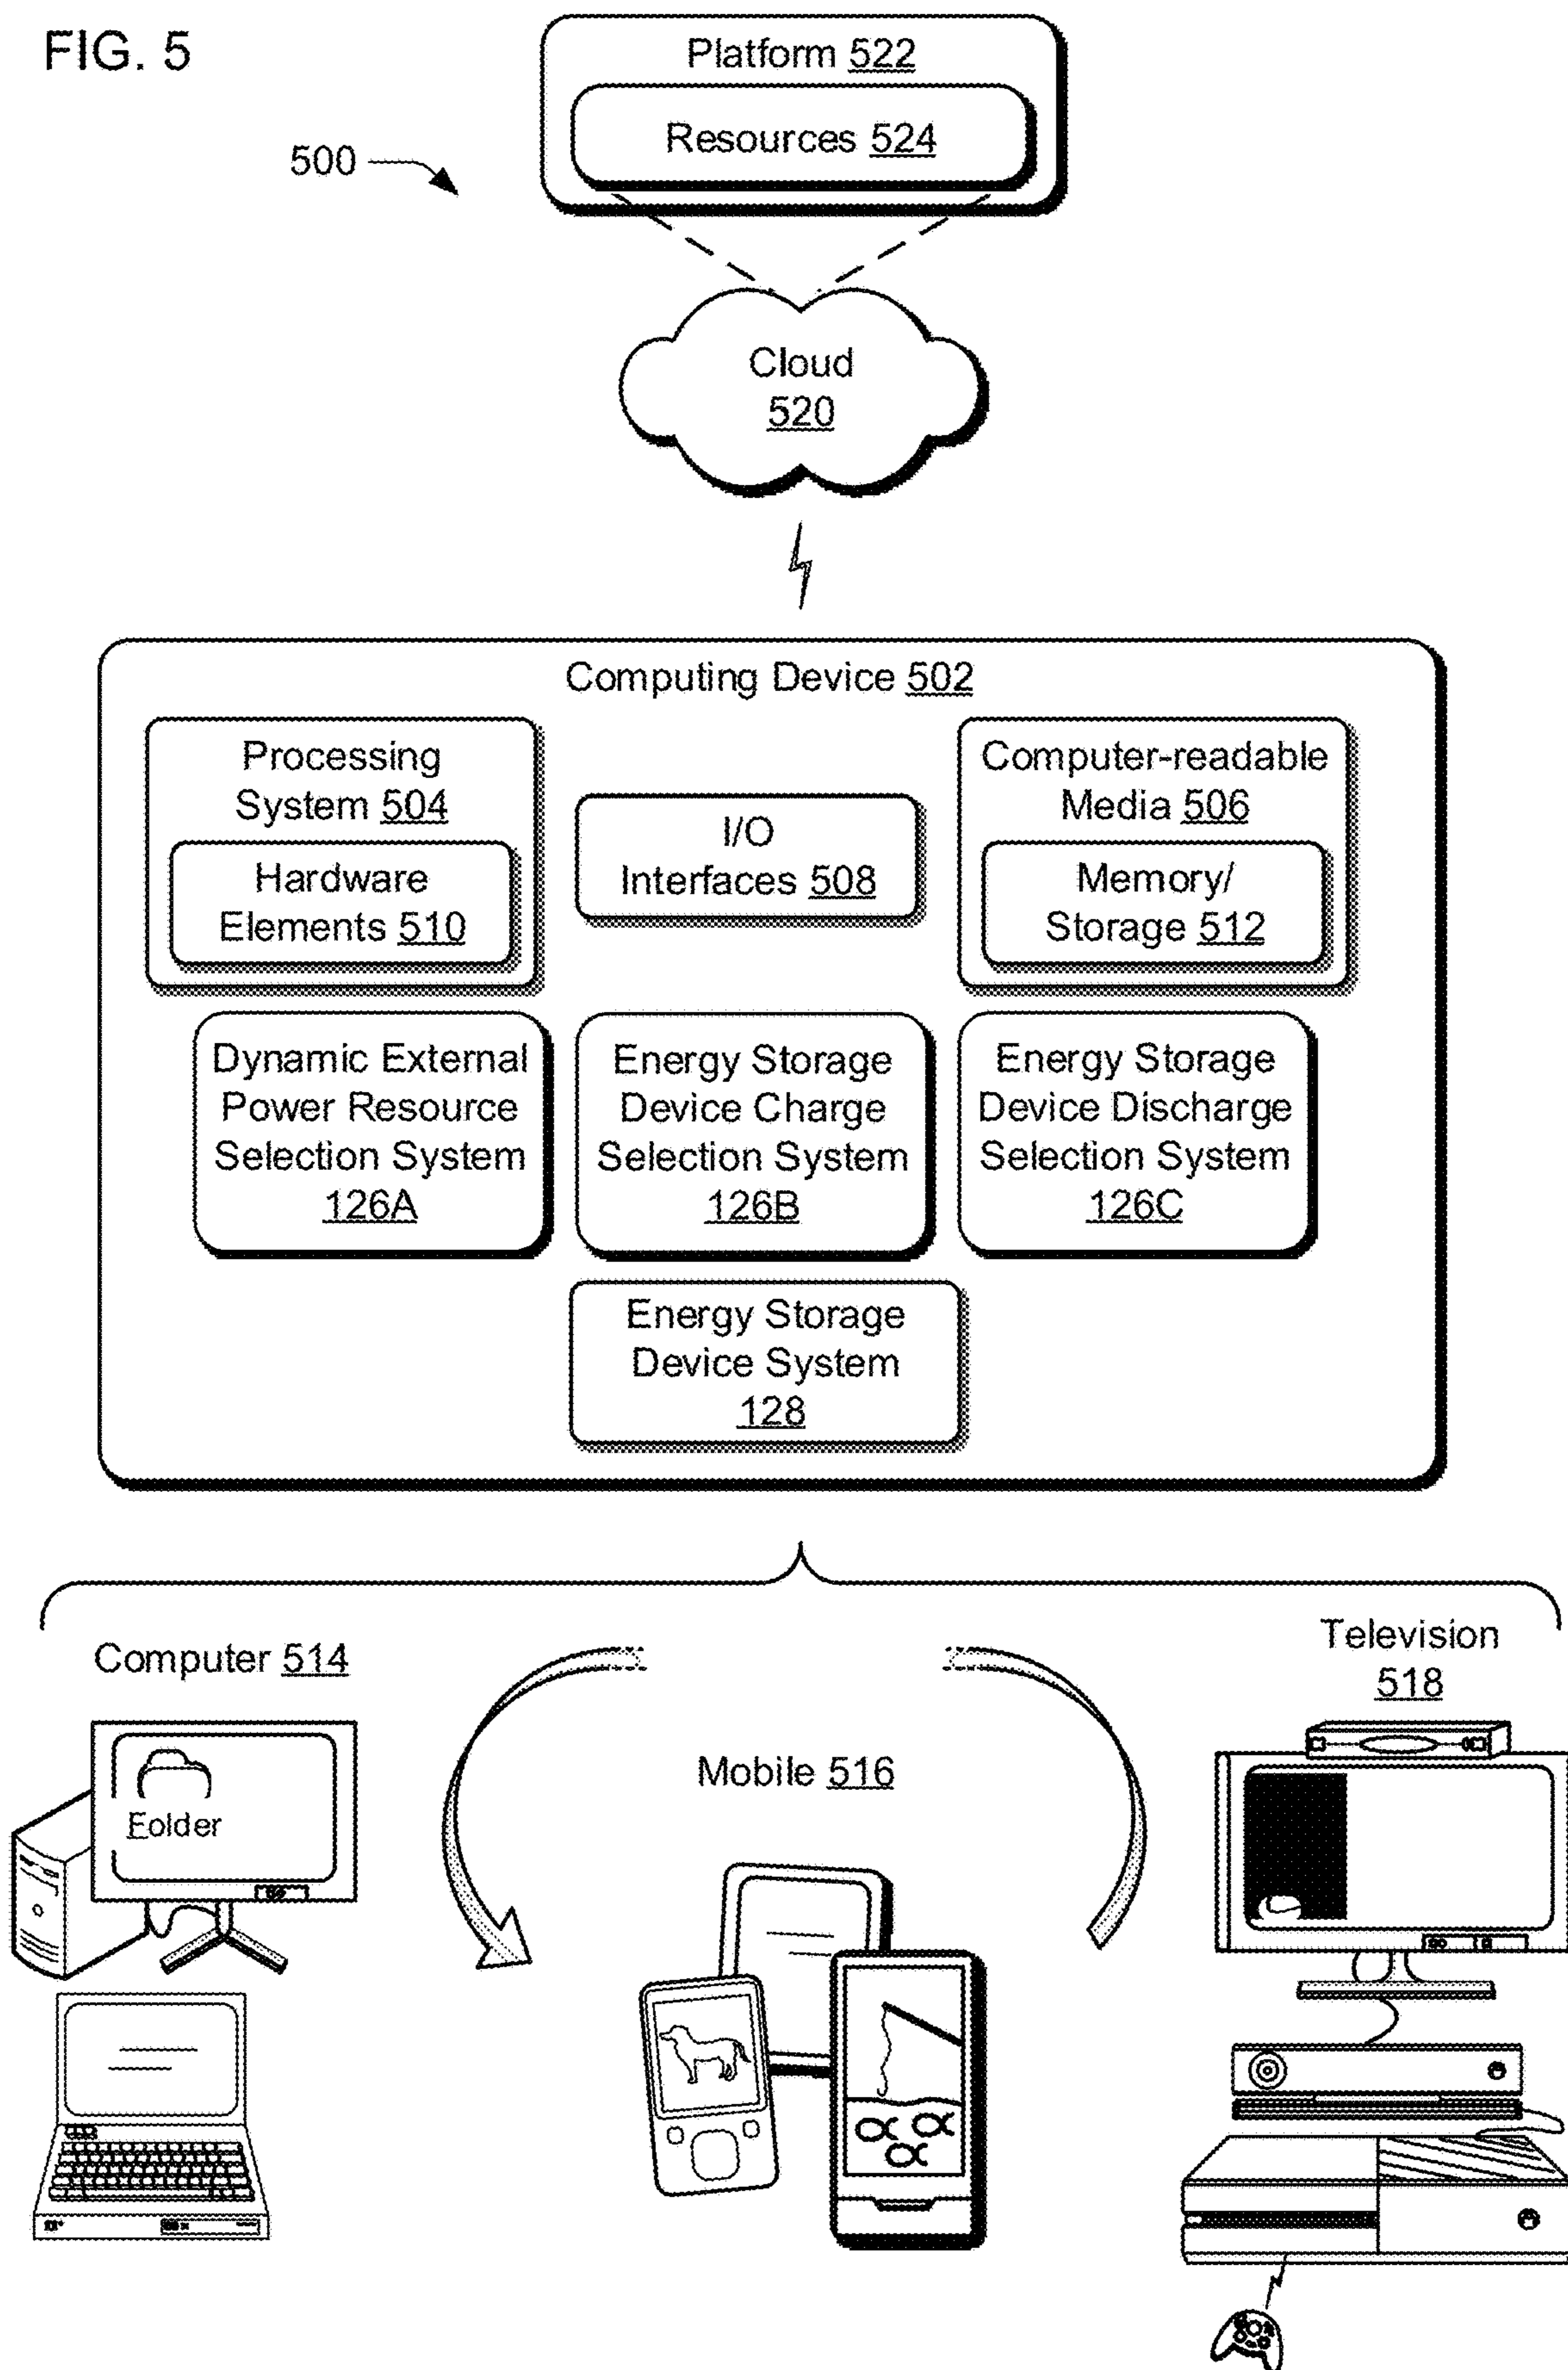 FIG. 5
Platform 522
Resources 524
500
Cloud
520
Computing Device 502
Processing
System 504
Hardware
Elements 510
I/O
Interfaces 508
Computer-readable
Media 506
Memory/
Storage 512
Dynamic External
Power Resource
Selection System
126A
Energy Storage
Device Charge
Selection System
126B
Energy Storage
Device Discharge
Selection System
126C
Energy Storage
Device System
128
Computer 514
Eolder
Mobile 516
Television
518